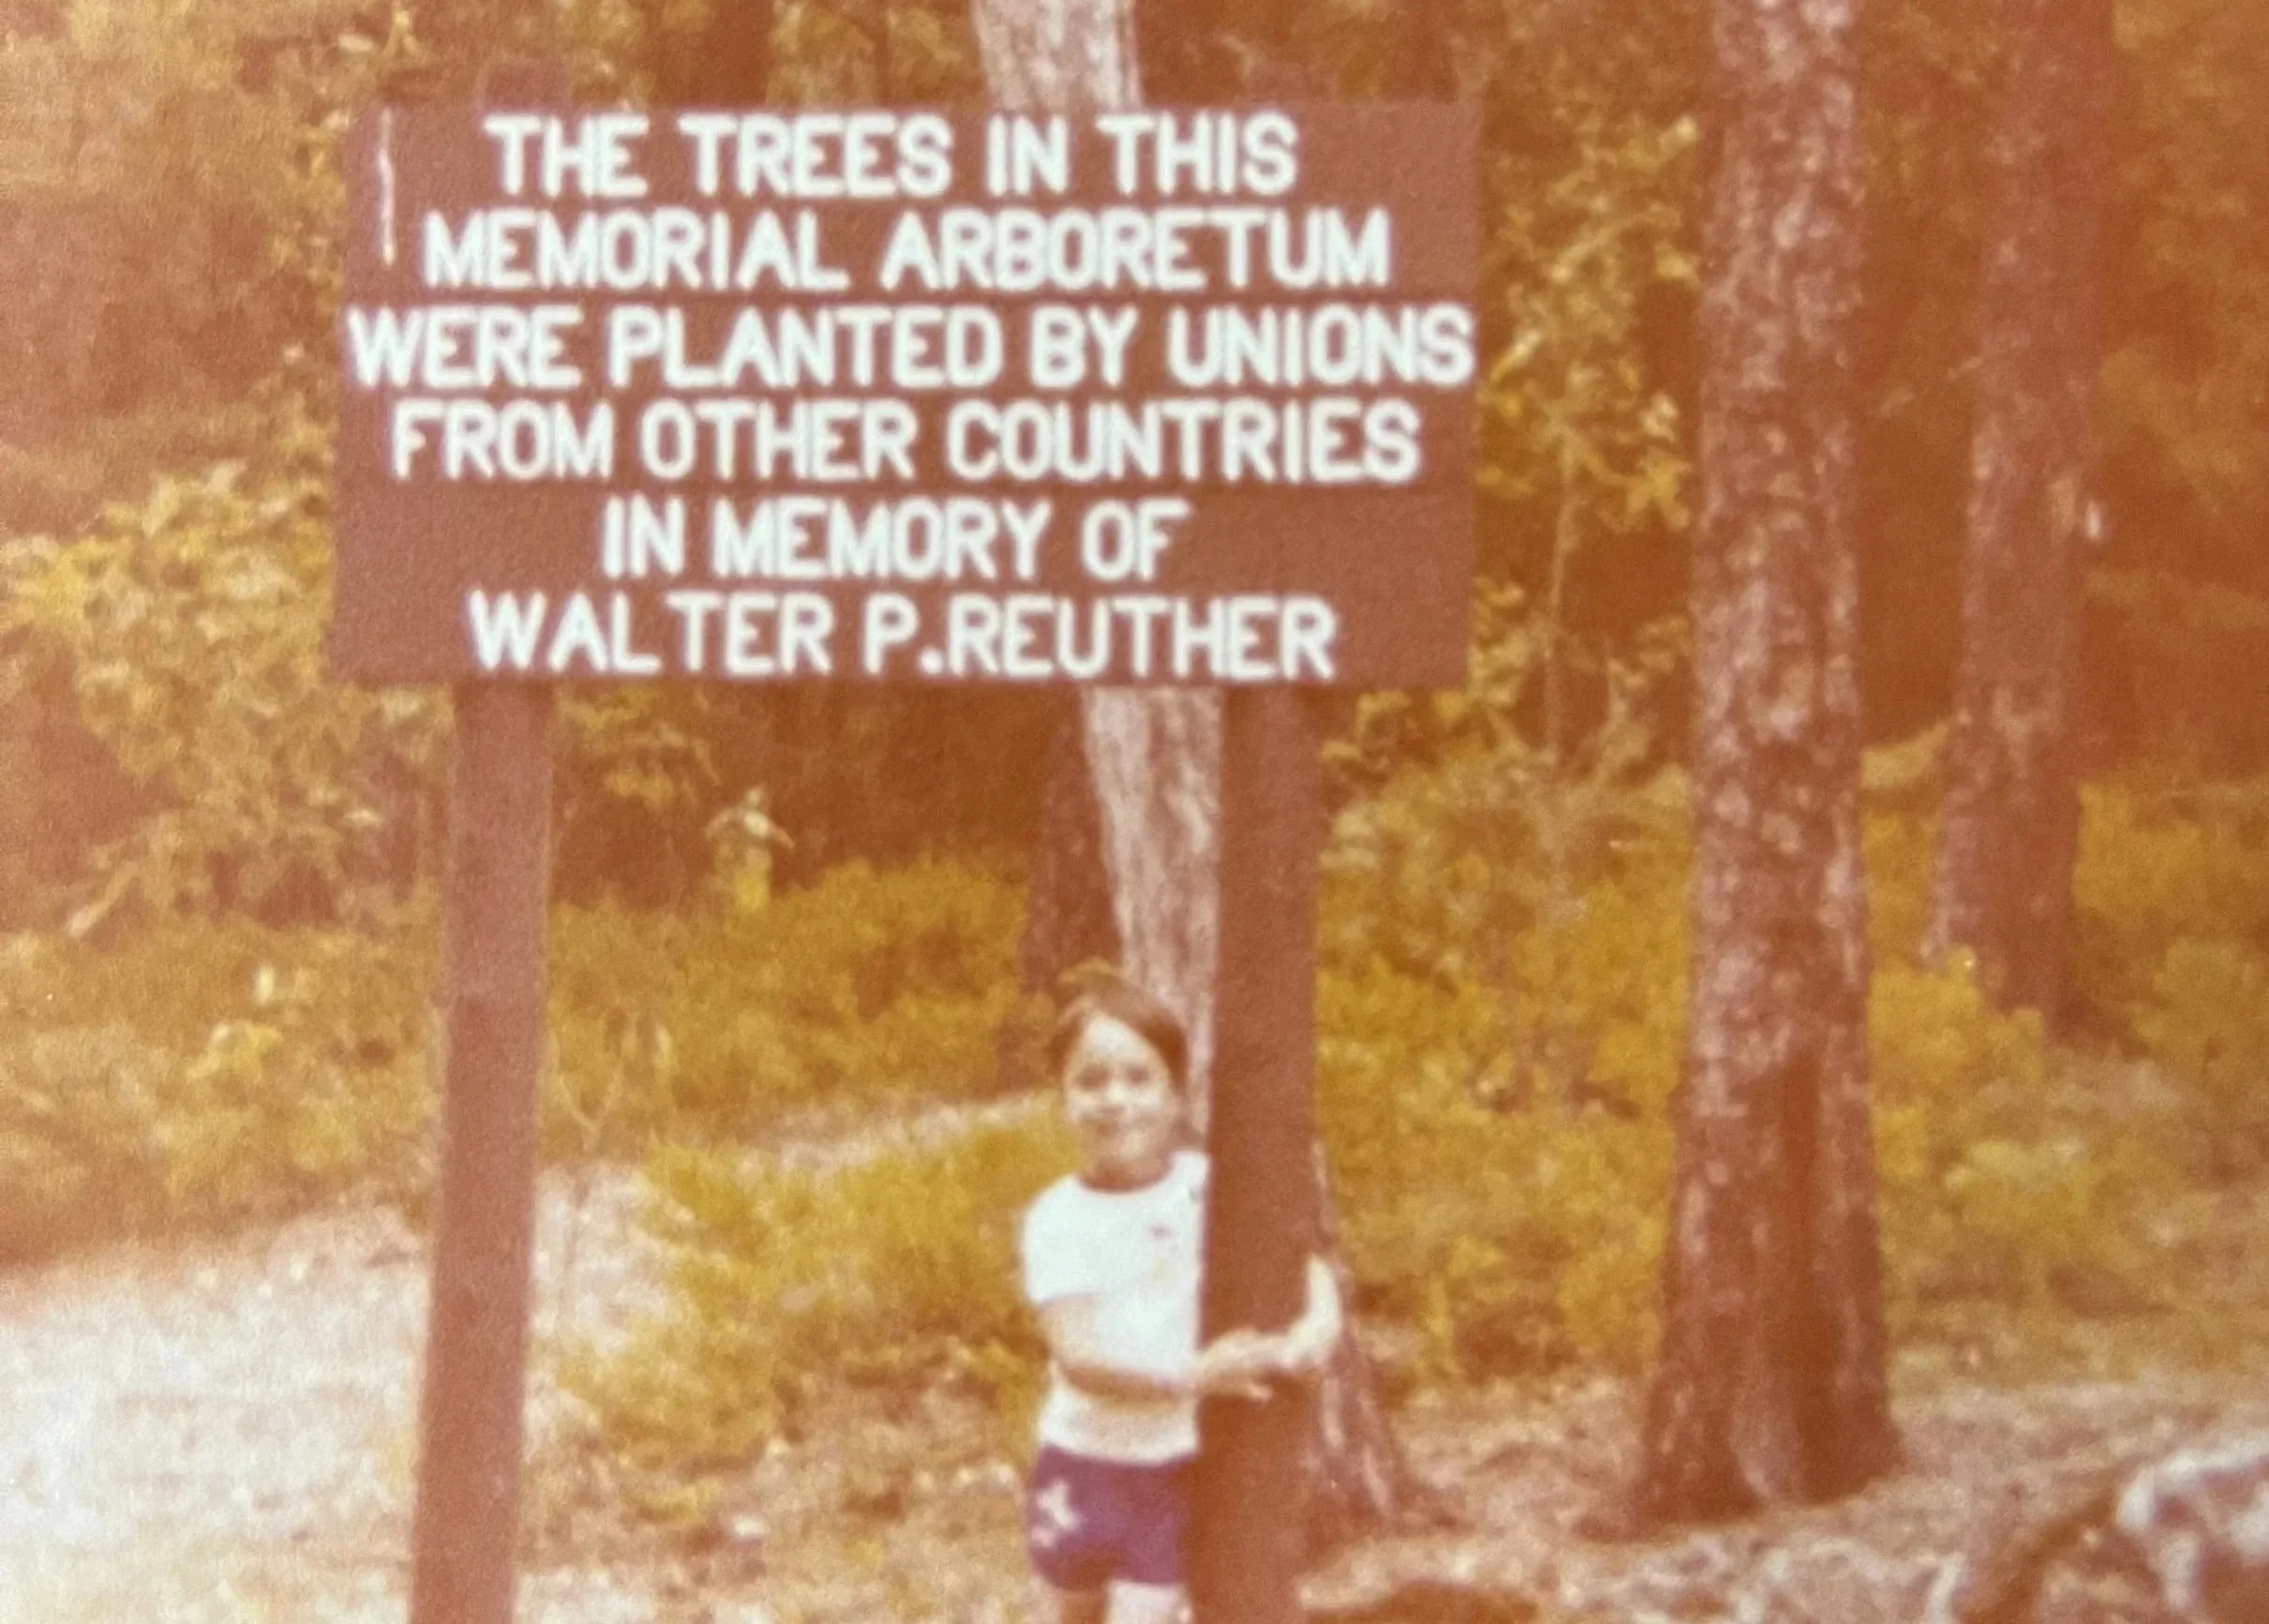 THE TREES IN THIS
MEMORIAL ARBORETUM
WERE PLANTED BY UNIONS
FROM OTHER COUNTRIES
IN MEMORY OF
WALTER P.REUTHER